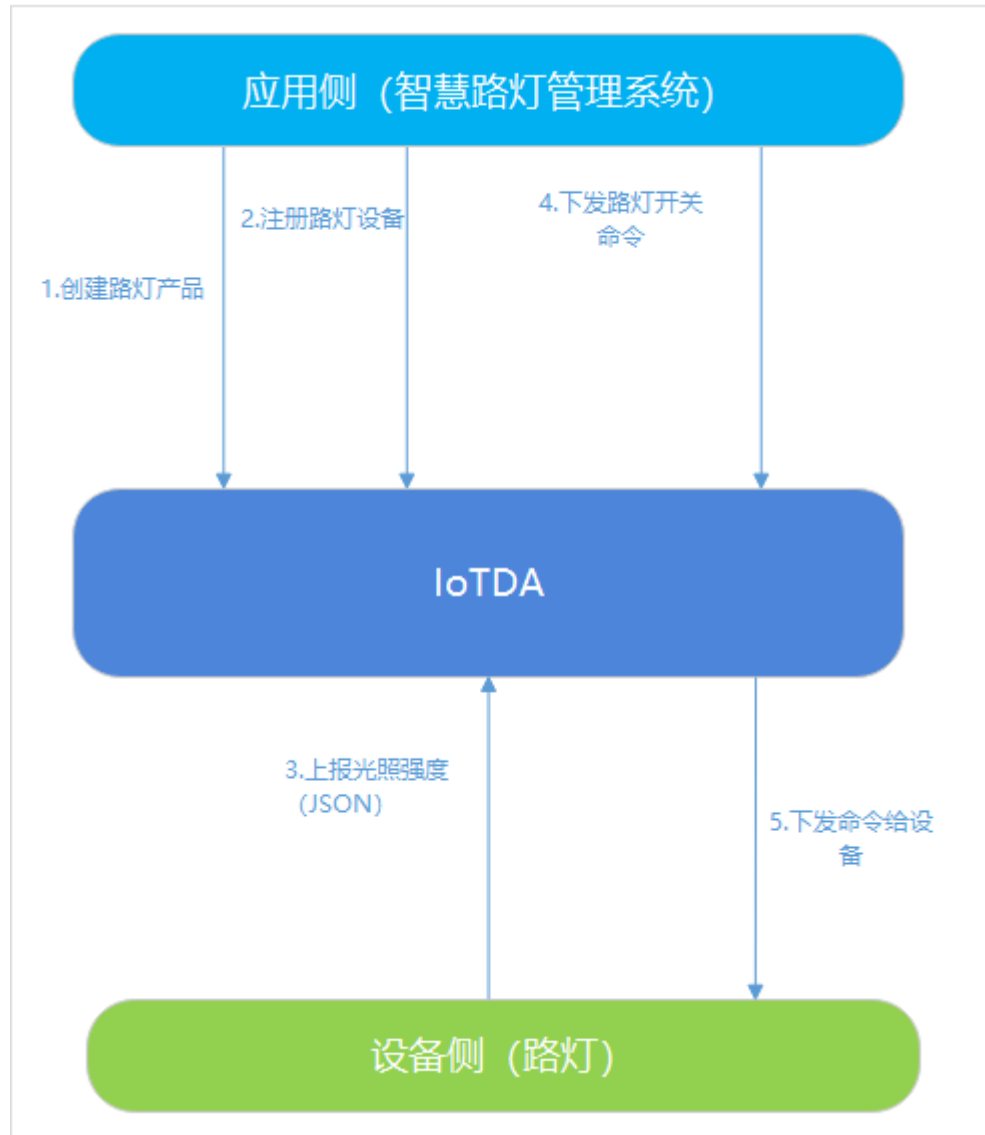 应用侧（智慧路灯管理系统）
4.下发路灯开关
命令
2.注册路灯设备
1.创建路灯产品
IoTDA
3.上报光照强度
（JSON）
5.下发命令给设
备
设备侧（路灯）